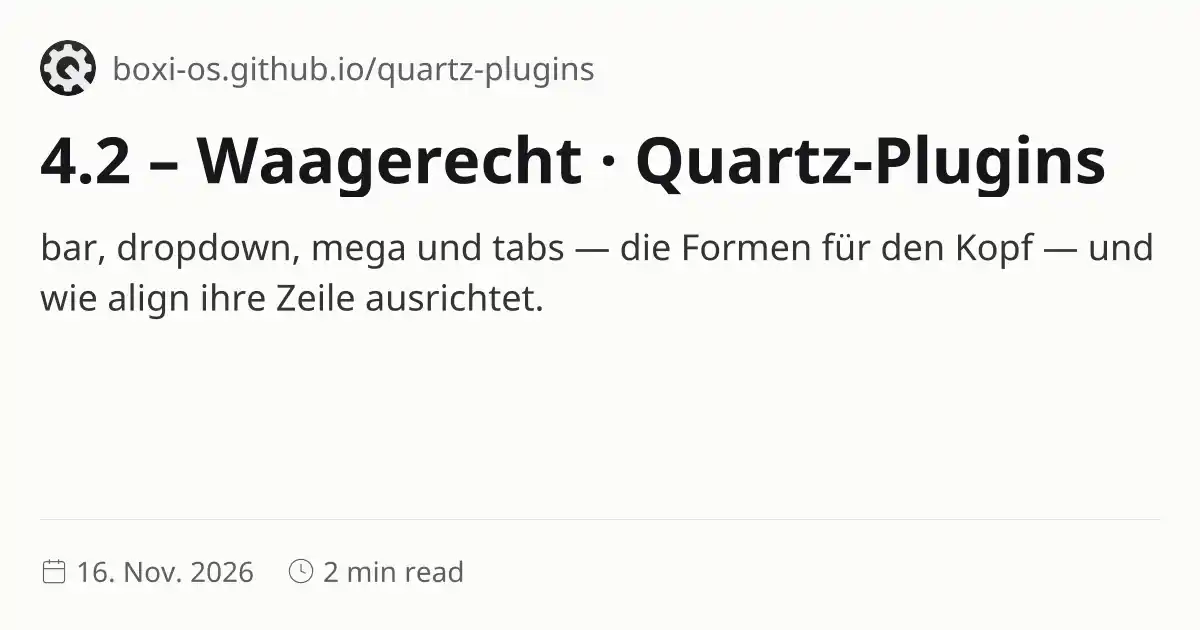 boxi-os.github.io/quartz-plugins
4.2 – Waagerecht · Quartz-Plugins
bar, dropdown, mega und tabs — die Formen für den Kopf — und
wie align ihre Zeile ausrichtet.
16. Nov. 2026 2 min read